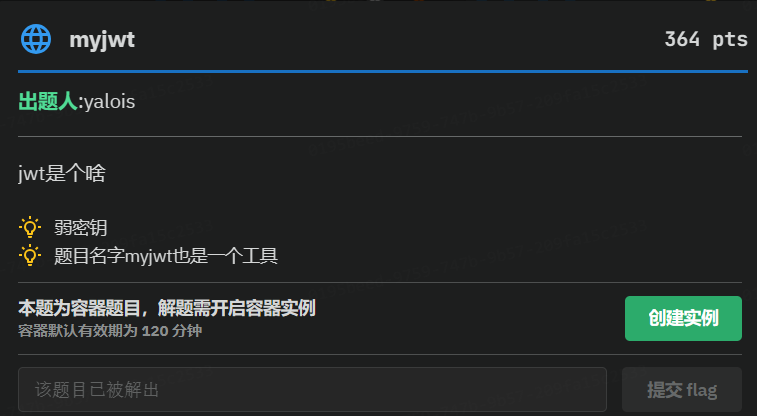 myjwt 364 pts
出题人:yalois
jwt是个啥
弱密钥
题目名字myjwt也是一个工具
本题为容器题目，解题需开启容器实例
容器默认有效期为 120 分钟
创建实例
该题目已被解出
提交 flag